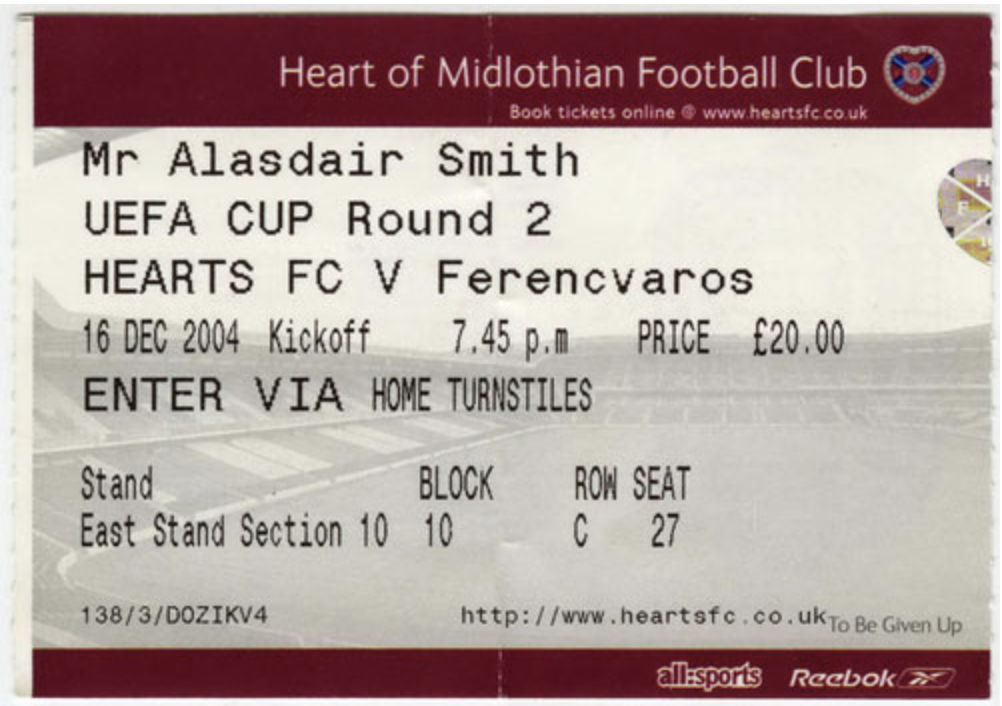 Heart of Midlothian Football Club
Book tickets online @ www.heartsfc.co.uk
Mr Alasdair Smith
UEFA CUP Round 2
HEARTS FC V Ferencvaros
16 DEC 2004 Kickoff 7.45 p.m PRICE £20.00
ENTER VIA HOME TURNSTILES
Stand BLOCK ROW SEAT
East Stand Section 10 10 C 27
138/3/DOZIKV4 http://www.heartsfc.co.uk To Be Given Up
all:sports Reebok